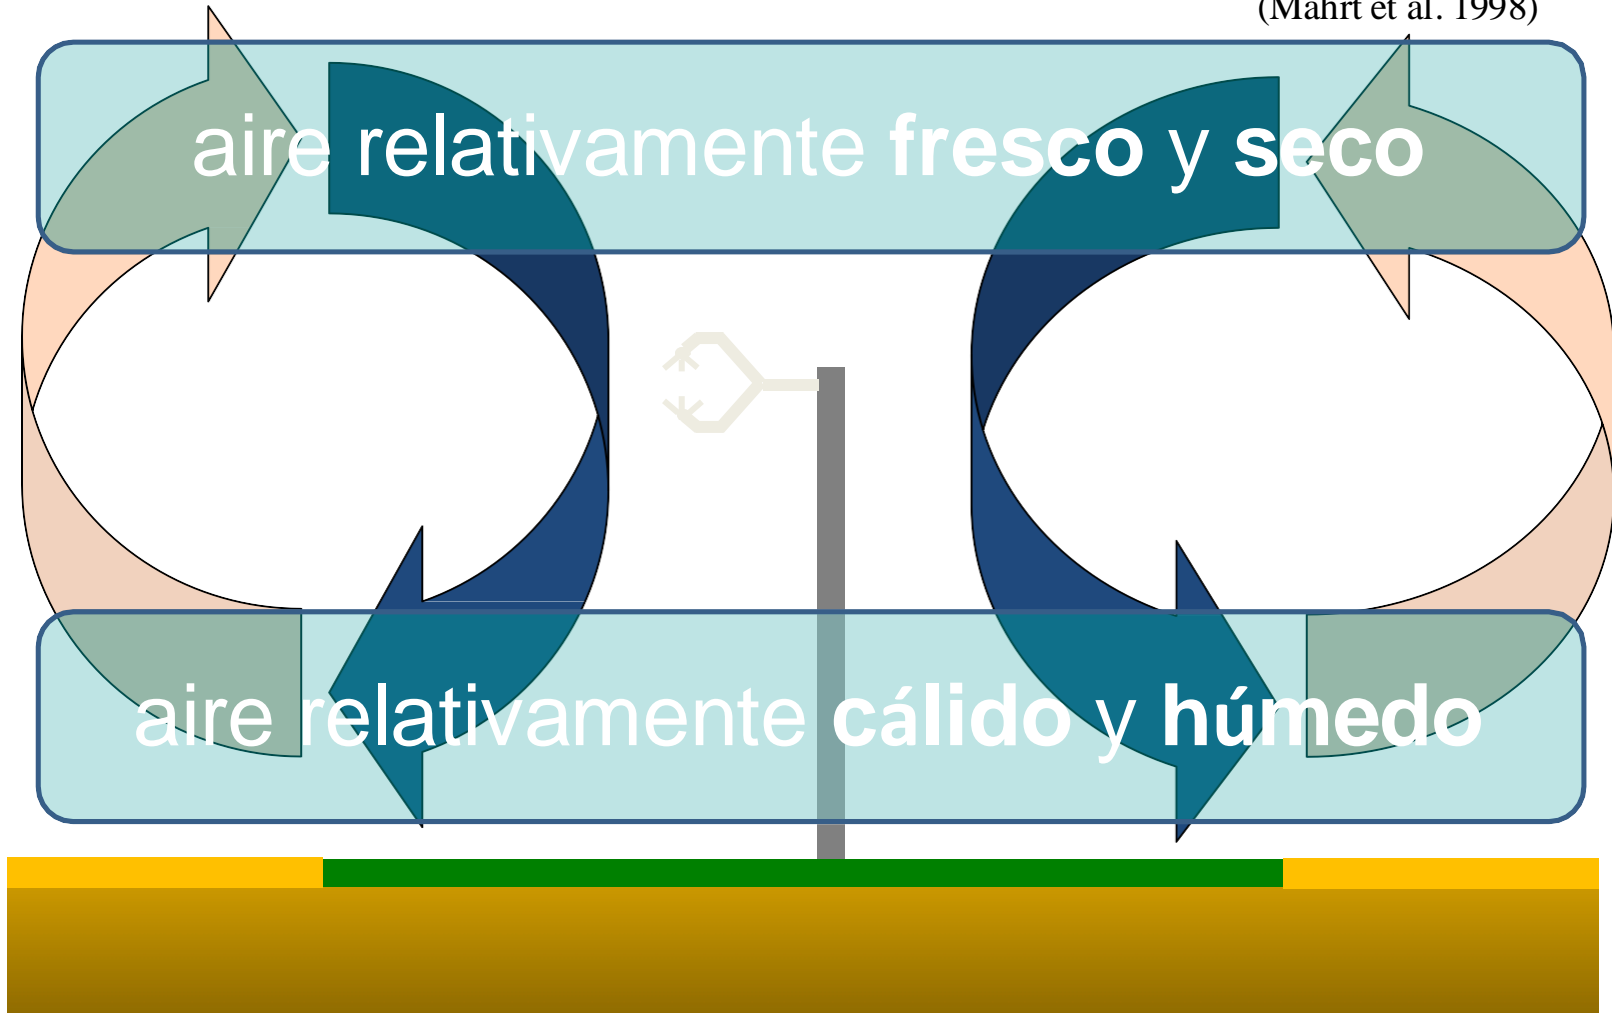 (Mahrt et al. 1998)
aire relativamente fresco y seco
aire relativamente cálido y húmedo